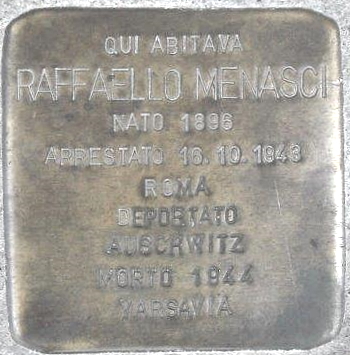 QUI ABITAVA
RAFFAELLO MENASCI
NATO 1896
ARRESTATO 16.10.1943
ROMA
DEPORTATO
AUSCHWITZ
MORTO 1944
VARSAVIA